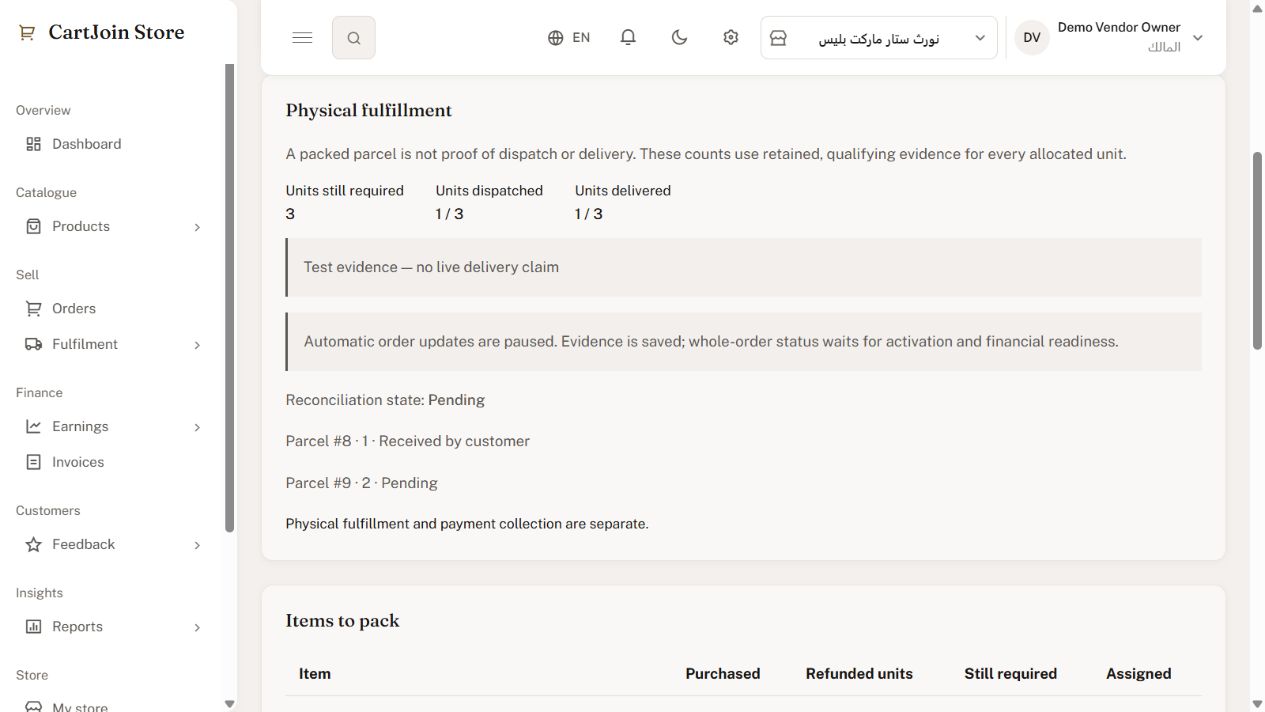 CartJoin Store
Overview
Dashboard
Catalogue
Products
Sell
Orders
Fulfilment
Finance
Earnings
Invoices
Customers
Feedback
Insights
Reports
Store
My store
EN
نورث ستار ماركت بليس
DV
Demo Vendor Owner
المالك
Physical fulfillment
A packed parcel is not proof of dispatch or delivery. These counts use retained, qualifying evidence for every allocated unit.
Units still required Units dispatched Units delivered
3 1 / 3 1 / 3
Test evidence — no live delivery claim
Automatic order updates are paused. Evidence is saved; whole-order status waits for activation and financial readiness.
Reconciliation state: Pending
Parcel #8 · 1 · Received by customer
Parcel #9 · 2 · Pending
Physical fulfillment and payment collection are separate.
Items to pack
Item Purchased Refunded units Still required Assigned